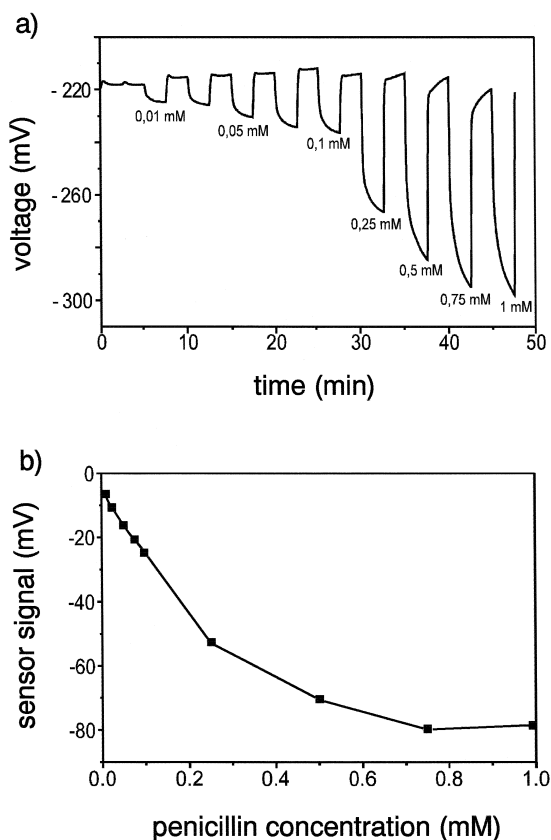 a)
voltage (mV)
-220
-260
-300
0,01 mM
0,05 mM
0,1 mM
0,25 mM
0,5 mM
0,75 mM
1 mM
0 10 20 30 40 50
time (min)
b)
sensor signal (mV)
0
-20
-40
-60
-80
0.0 0.2 0.4 0.6 0.8 1.0
penicillin concentration (mM)